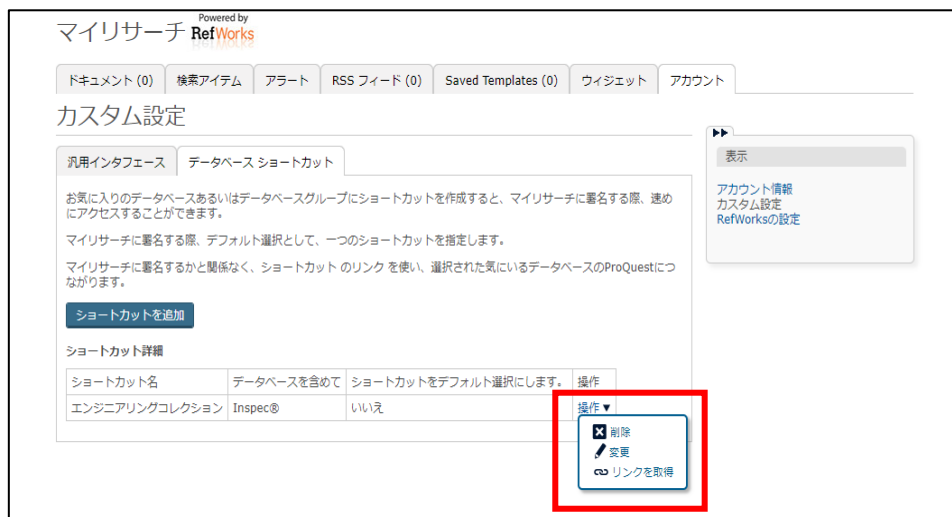 Powered by
マイリサーチ RefWorks
ドキュメント (0) 検索アイテム アラート RSS フィード (0) Saved Templates (0) ウィジェット アカウント
カスタム設定
汎用インタフェース データベース ショートカット
お気に入りのデータベースあるいはデータベースグループにショートカットを作成すると、マイリサーチに署名する際、速め
にアクセスすることができます。
マイリサーチに署名する際、デフォルト選択として、一つのショートカットを指定します。
マイリサーチに署名するかと関係なく、ショートカット のリンク を使い、選択された気にいるデータベースのProQuestにつ
ながります。
ショートカットを追加
ショートカット詳細
ショートカット名 データベースを含めて ショートカットをデフォルト選択にします。 操作
エンジニアリングコレクション Inspec® いいえ 操作▼
削除
変更
リンクを取得
表示
アカウント情報
カスタム設定
RefWorksの設定